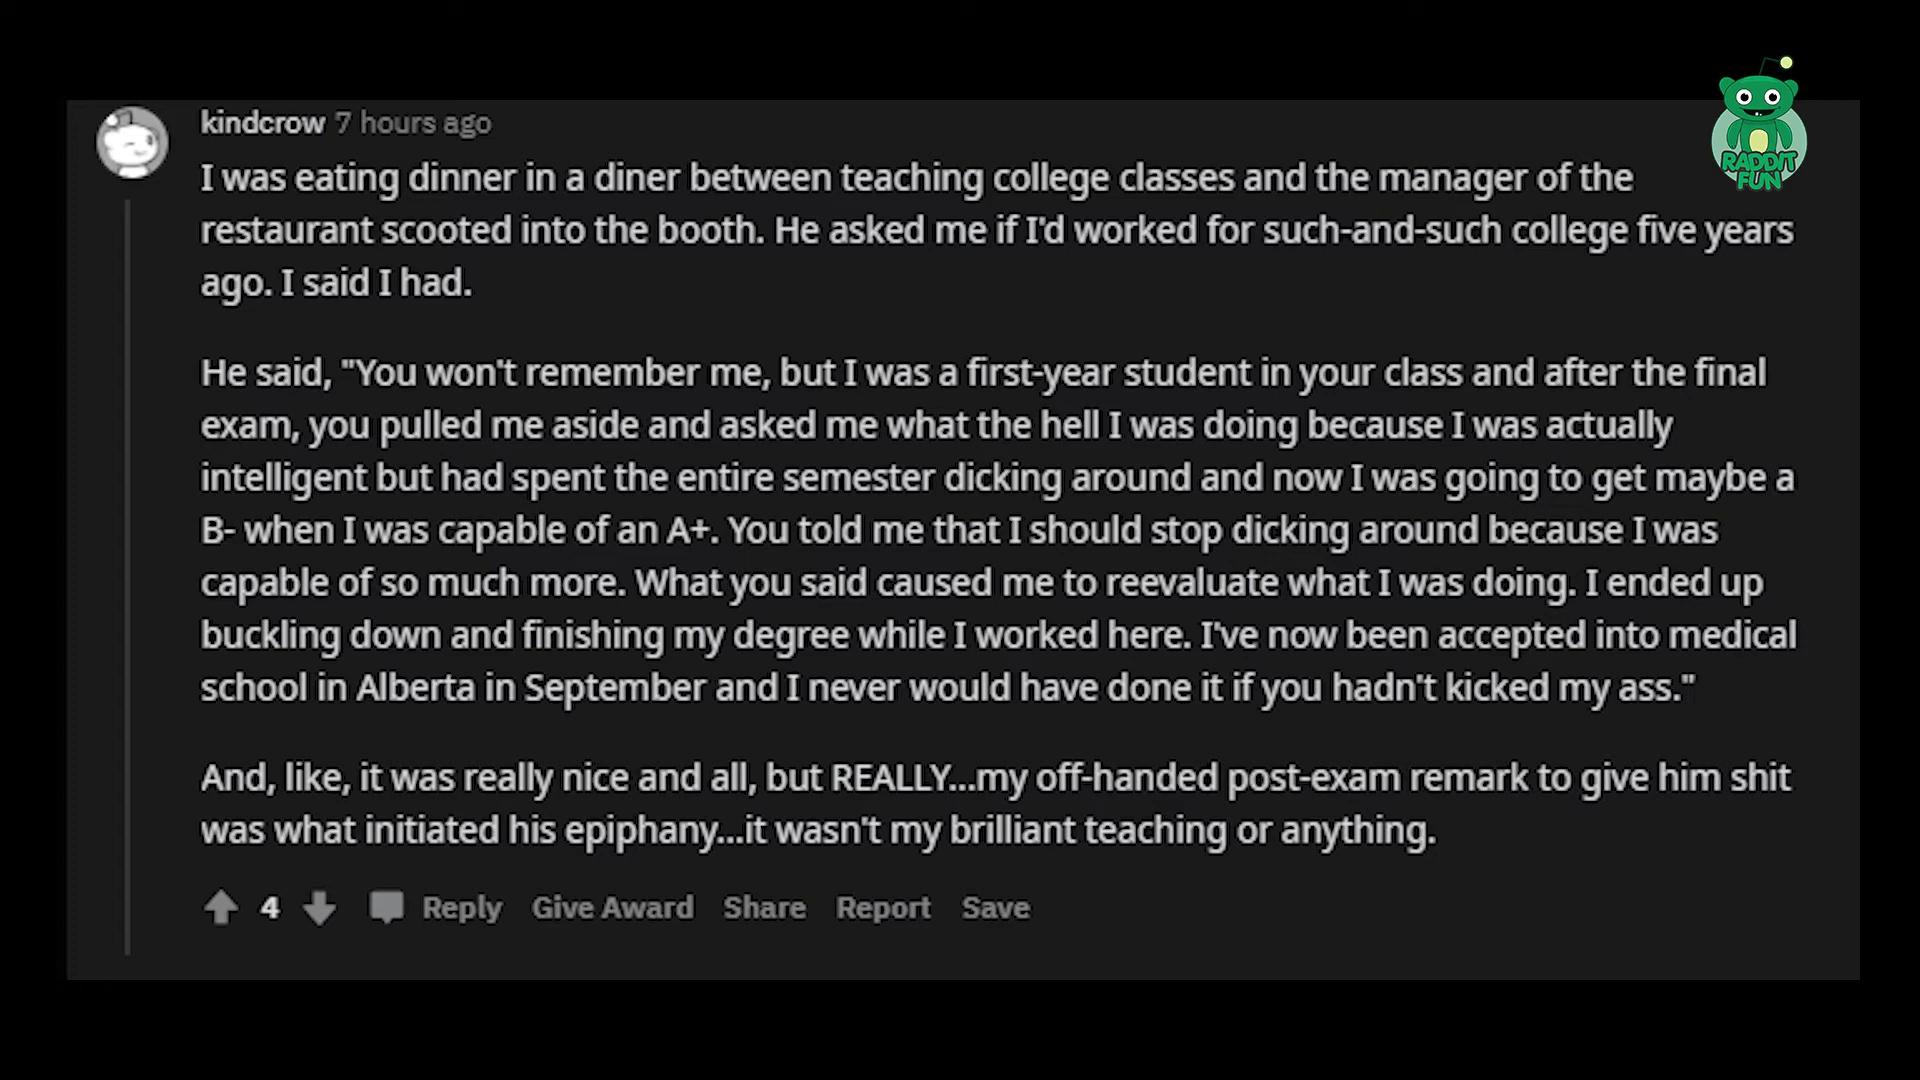 kindcrow 7 hours ago
RADDIT
FUN
I was eating dinner in a diner between teaching college classes and the manager of the
restaurant scooted into the booth. He asked me if I'd worked for such-and-such college five years
ago. I said I had.
He said, "You won't remember me, but I was a first-year student in your class and after the final
exam, you pulled me aside and asked me what the hell I was doing because I was actually
intelligent but had spent the entire semester dicking around and now I was going to get maybe a
B- when I was capable of an A+. You told me that I should stop dicking around because I was
capable of so much more. What you said caused me to reevaluate what I was doing. I ended up
buckling down and finishing my degree while I worked here. I've now been accepted into medical
school in Alberta in September and I never would have done it if you hadn't kicked my ass."
And, like, it was really nice and all, but REALLY...my off-handed post-exam remark to give him shit
was what initiated his epiphany...it wasn't my brilliant teaching or anything.
4 Reply Give Award Share Report Save